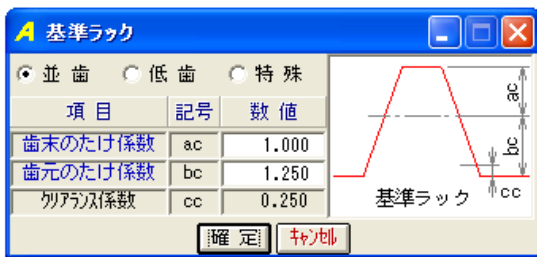 基準ラック
並 歯 低 歯 特 殊
項 目 記号 数 値
歯末のたけ係数 ac 1.000
歯元のたけ係数 bc 1.250
クリアランス係数 cc 0.250
ac
bc
cc
基準ラック
確 定 キャンセル